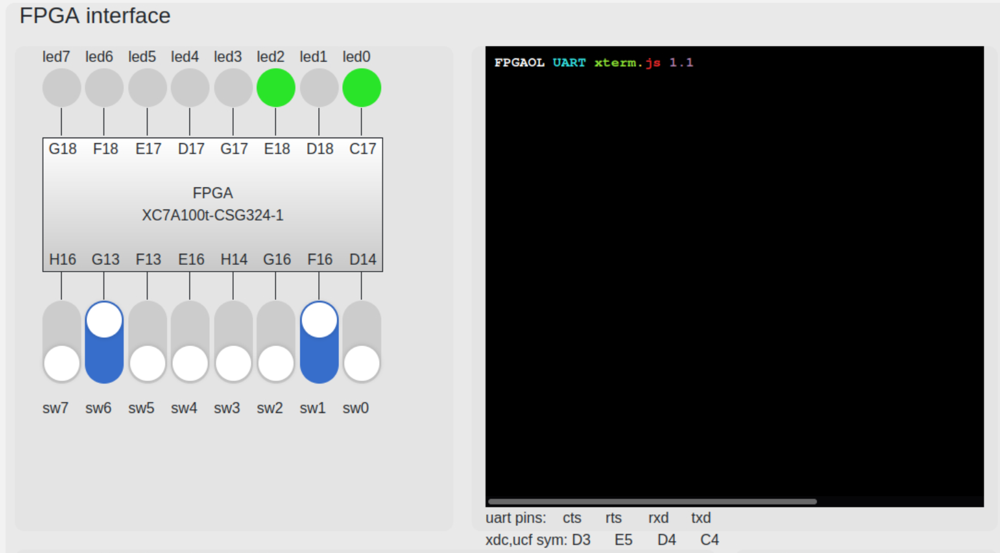 FPGA interface
led7 led6 led5 led4 led3 led2 led1 led0
G18 F18 E17 D17 G17 E18 D18 C17
FPGA
XC7A100t-CSG324-1
H16 G13 F13 E16 H14 G16 F16 D14
sw7 sw6 sw5 sw4 sw3 sw2 sw1 sw0
FPGAOL UART xterm.js 1.1
uart pins: cts rts rxd txd
xdc,ucf sym: D3 E5 D4 C4